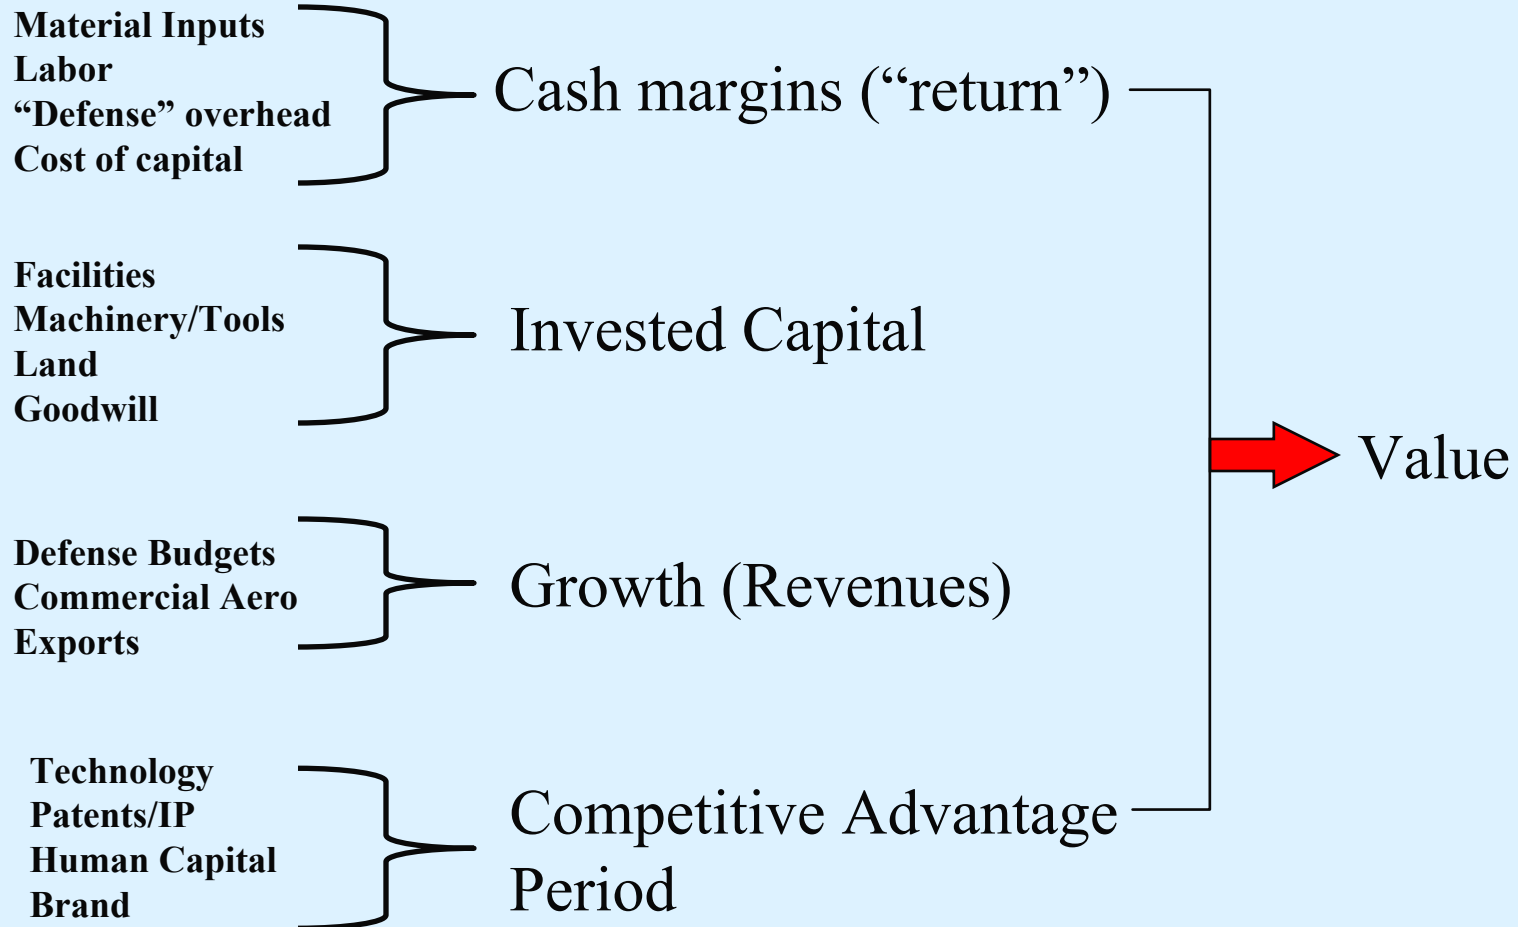 Material Inputs
Labor
“Defense” overhead
Cost of capital
Cash margins (“return”)
Facilities
Machinery/Tools
Land
Goodwill
Invested Capital
Value
Defense Budgets
Commercial Aero
Exports
Growth (Revenues)
Technology
Patents/IP
Human Capital
Brand
Competitive Advantage
Period